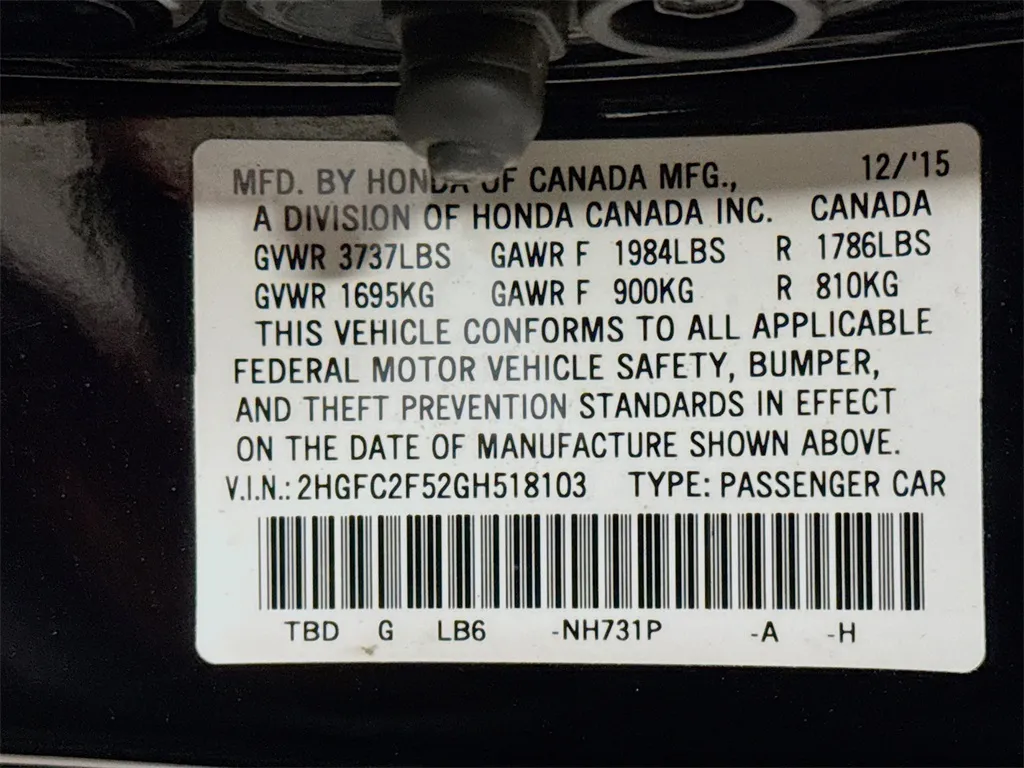 MFD. BY HONDA OF CANADA MFG., 12/'15
A DIVISION OF HONDA CANADA INC. CANADA
GVWR 3737LBS GAWR F 1984LBS R 1786LBS
GVWR 1695KG GAWR F 900KG R 810KG
THIS VEHICLE CONFORMS TO ALL APPLICABLE
FEDERAL MOTOR VEHICLE SAFETY, BUMPER,
AND THEFT PREVENTION STANDARDS IN EFFECT
ON THE DATE OF MANUFACTURE SHOWN ABOVE.
V.I.N.: 2HGFC2F52GH518103 TYPE: PASSENGER CAR
TBD G LB6 -NH731P -A -H